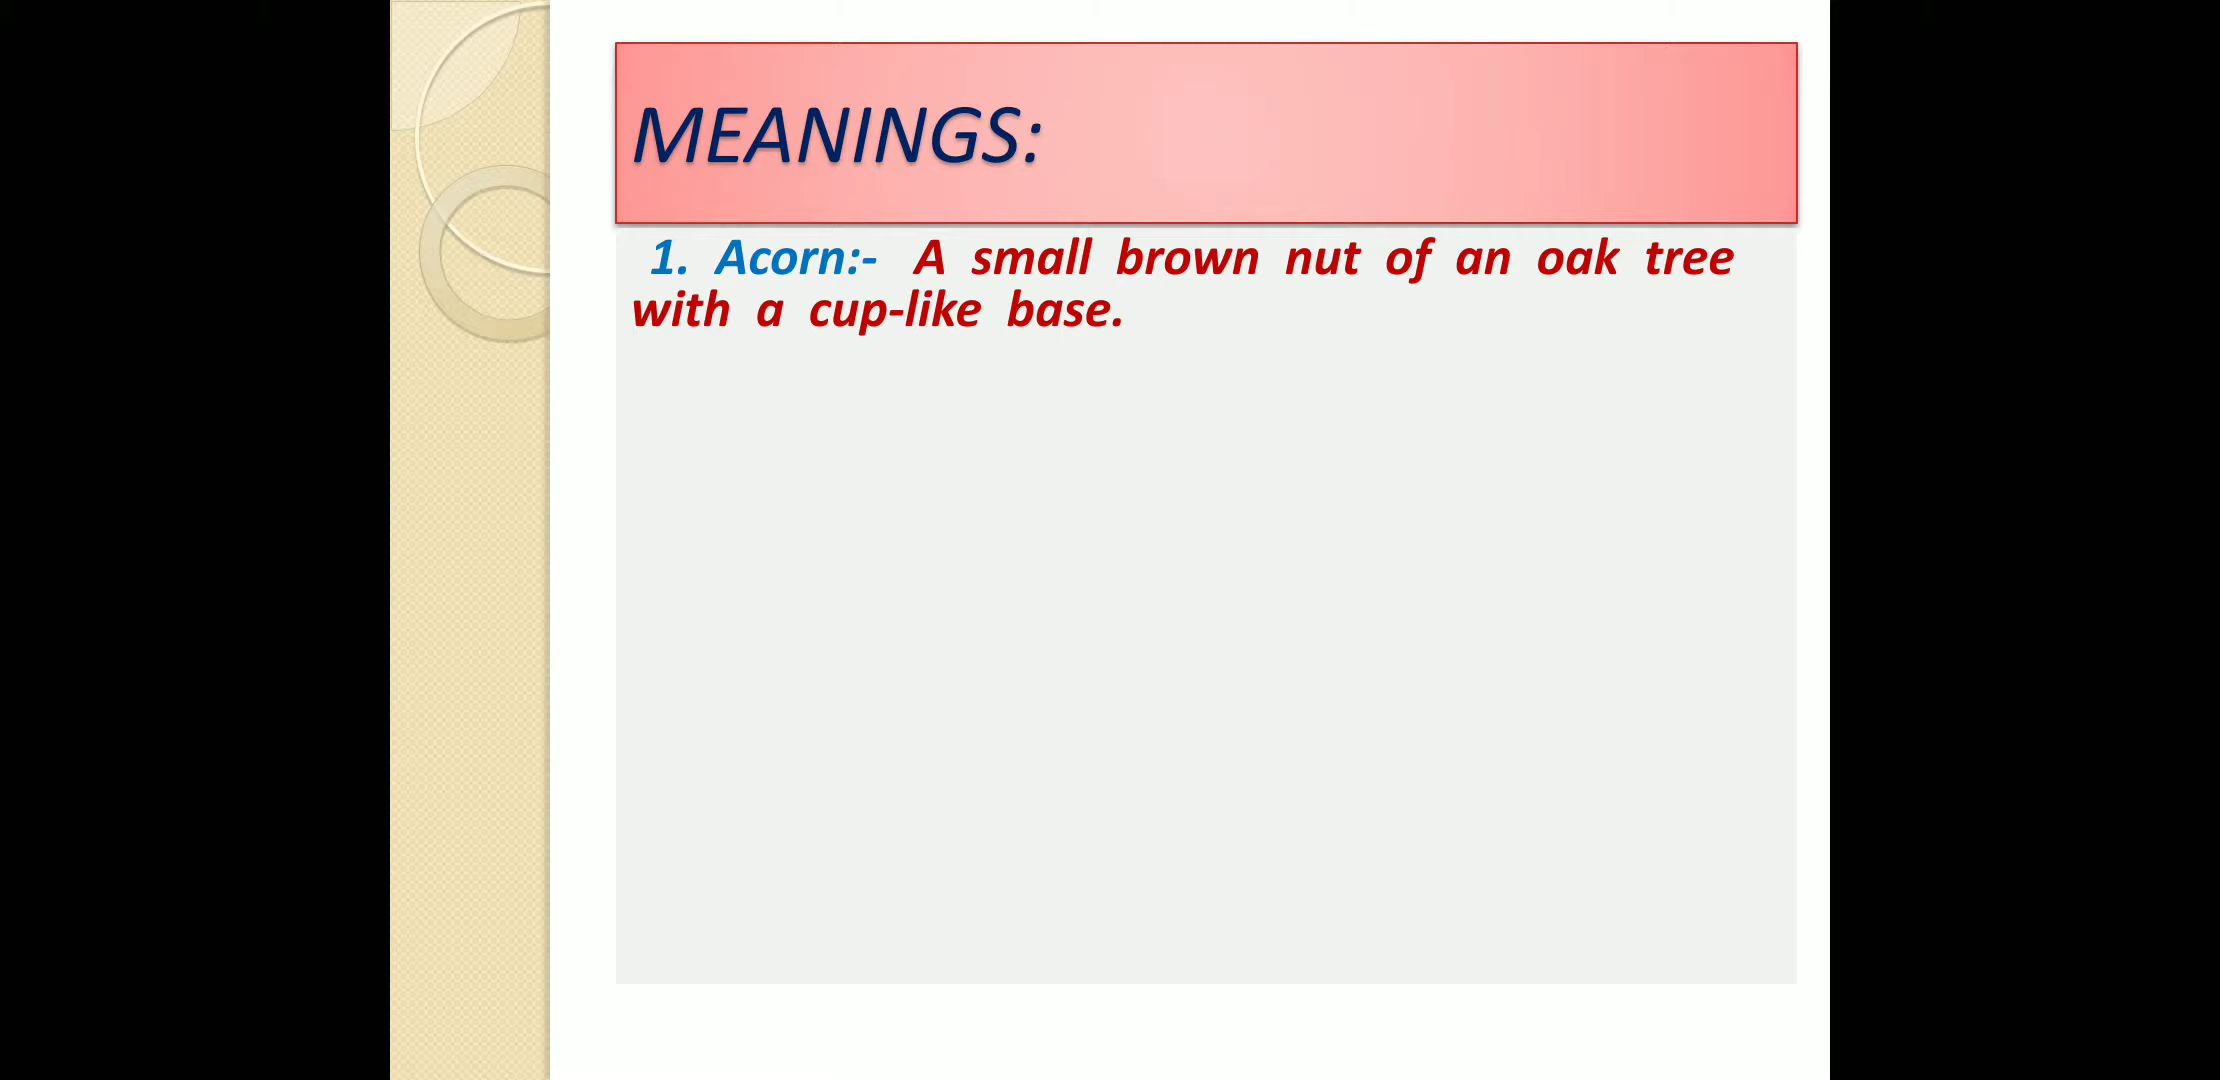 MEANINGS:
1. Acorn:- A small brown nut of an oak tree
with a cup-like base.